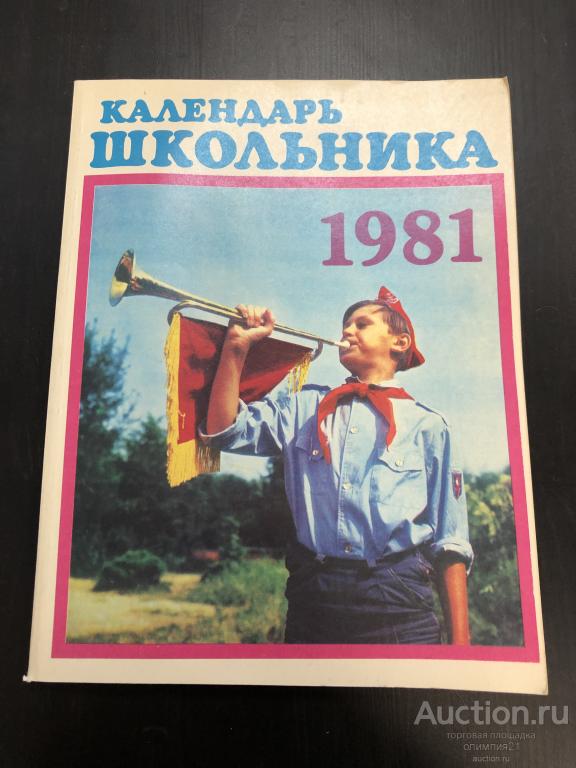 КАЛЕНДАРЬ
ШКОЛЬНИКА
1981
Auction.ru
торговая площадка
олимпия21
auction.ru